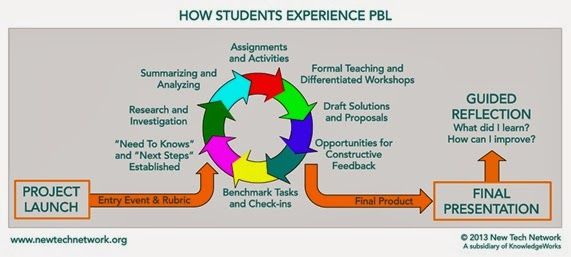 HOW STUDENTS EXPERIENCE PBL
Assignments
and Activities
Summarizing and
Analyzing
Formal Teaching and
Differentiated Workshops
Research and
Investigation
Draft Solutions
and Proposals
"Need To Knows"
and "Next Steps"
Established
Opportunities for
Constructive
Feedback
Benchmark Tasks
and Check-ins
PROJECT
LAUNCH
Entry Event & Rubric
Final Product
FINAL
PRESENTATION
GUIDED
REFLECTION
What did I learn?
How can I improve?
www.newtechnetwork.org
© 2013 New Tech Network
A subsidiary of KnowledgeWorks